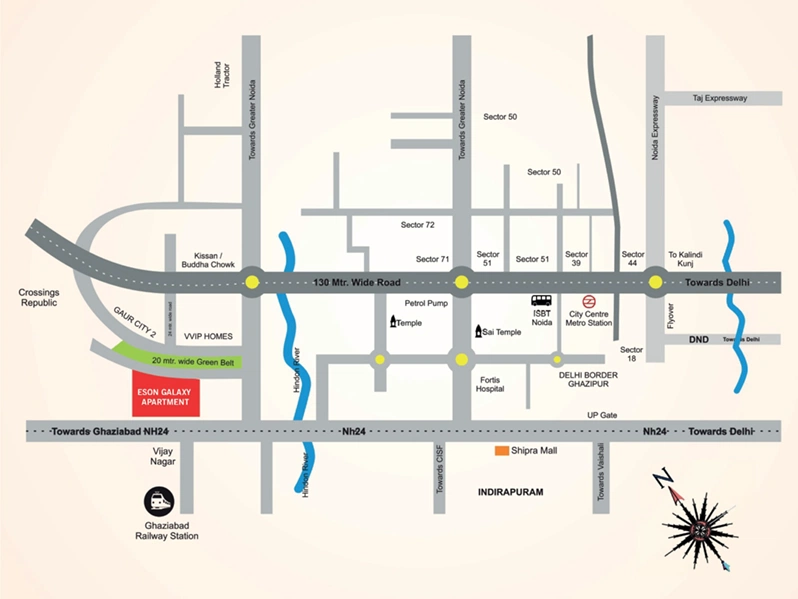 Holland
Tractor
Towards Greater Noida
Towards Greater Noida
Noida Expressway
Taj Expressway
Sector 50
Sector 50
Sector 72
Kissan /
Buddha Chowk
Sector 71
Sector
51
Sector 51
Sector
39
Sector
44
To Kalindi
Kunj
130 Mtr. Wide Road
Towards Delhi
Crossings
Republic
GAUR CITY 2
24 mtr. wide road
VVIP HOMES
Petrol Pump
Temple
Sai Temple
ISBT
Noida
City Centre
Metro Station
Flyover
DND
Towards Delhi
Sector
18
20 mtr. wide Green Belt
Hindon River
Fortis
Hospital
DELHI BORDER
GHAZIPUR
ESON GALAXY
APARTMENT
UP Gate
Towards Ghaziabad NH24
Nh24
Nh24
Towards Delhi
Vijay
Nagar
Hindon River
Towards CISF
Shipra Mall
Towards Vaishali
INDIRAPURAM
Ghaziabad
Railway Station
N